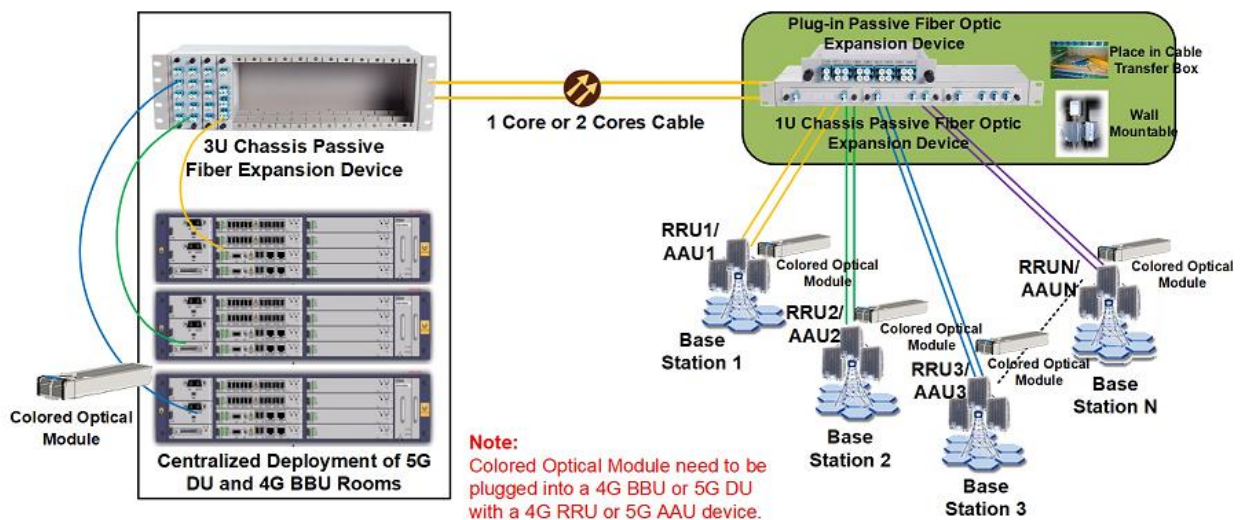 3U Chassis Passive
Fiber Expansion Device
Centralized Deployment of 5G
DU and 4G BBU Rooms
Colored Optical
Module
1 Core or 2 Cores Cable
Plug-in Passive Fiber Optic
Expansion Device
1U Chassis Passive Fiber Optic
Expansion Device
Place in Cable
Transfer Box
Wall
Mountable
RRU1/
AAU1
Colored Optical Module
Base
Station 1
RRU2/
AAU2
Colored Optical
Module
Base
Station 2
RRU3/
AAU3
Colored Optical
Module
Base
Station 3
RRUN/
AAUN
Colored Optical
Module
Base
Station N
Note:
Colored Optical Module need to be
plugged into a 4G BBU or 5G DU
with a 4G RRU or 5G AAU device.